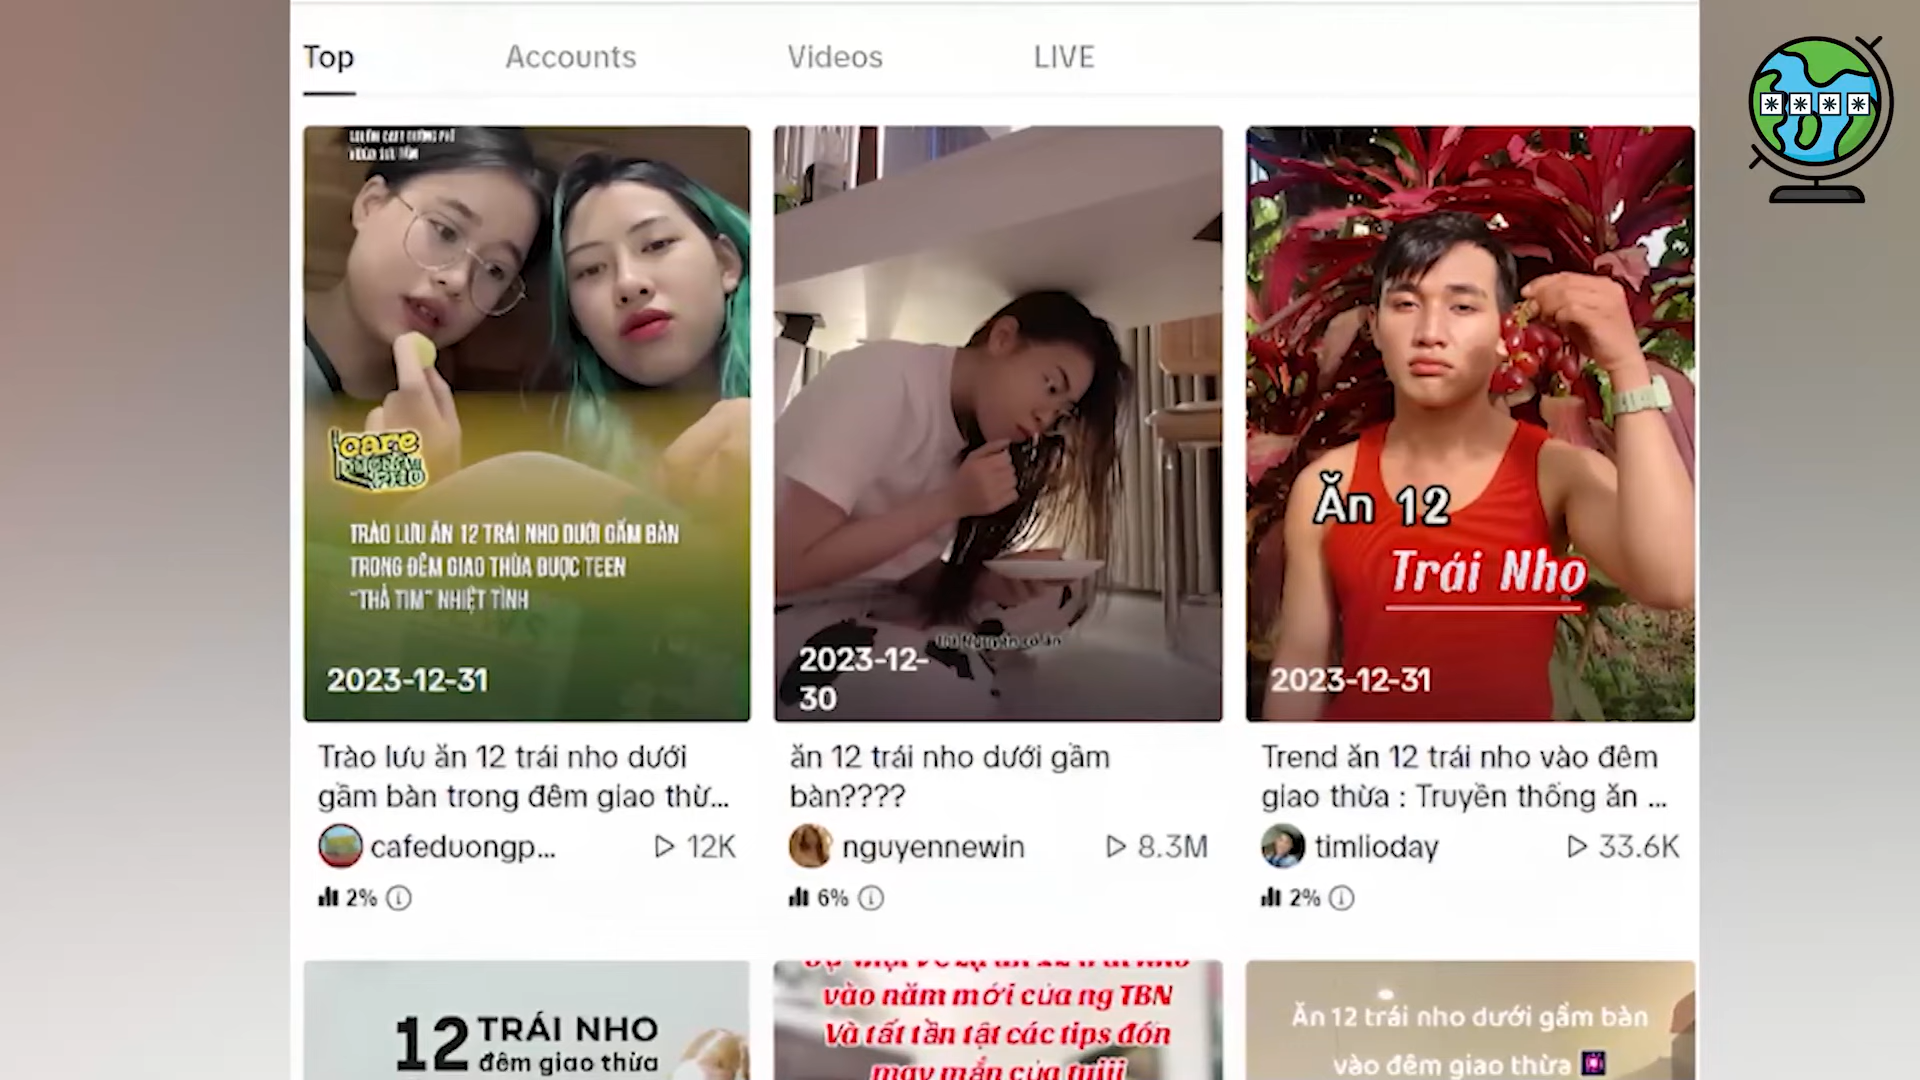 Top
Accounts
Videos
LIVE
TRÀO LƯU ĂN 12 TRÁI NHO DƯỚI GẦM BÀN
TRONG ĐÊM GIAO THỪA ĐƯỢC TEEN
"THẢ TIM" NHIỆT TÌNH
2023-12-31
2023-12-
30
Ăn 12
Trái Nho
2023-12-31
Trào lưu ăn 12 trái nho dưới
gầm bàn trong đêm giao thừ...
cafeduongp...
12K
2%
ăn 12 trái nho dưới gầm
bàn????
nguyennewin
8.3M
6%
Trend ăn 12 trái nho vào đêm
giao thừa : Truyền thống ăn ...
timlioday
33.6K
2%
12 TRÁI NHO
đêm giao thừa
vào năm mới của ng TBN
Và tất tần tật các tips đón
may mắn của tuiii
Ăn 12 trái nho dưới gầm bàn
vào đêm giao thừa